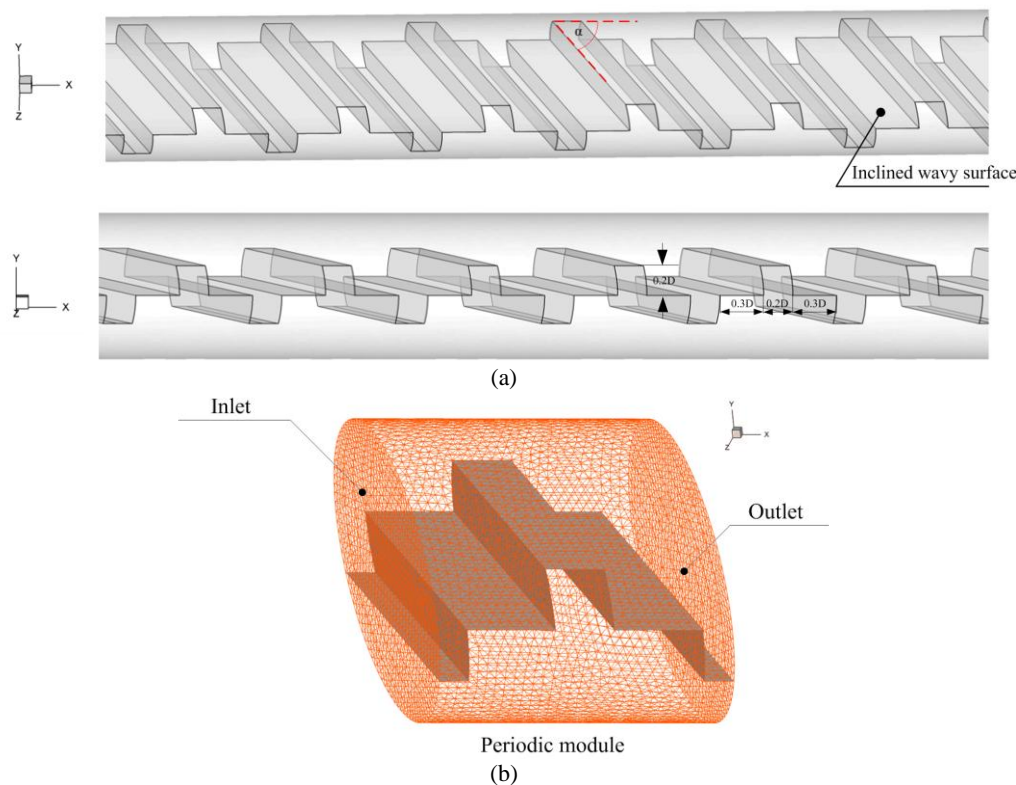 Y
X
Z
α
Inclined wavy surface
Y
X
Z
0.2D
0.3D
0.2D
0.3D
(a)
Inlet
Y
X
Z
Outlet
Periodic module
(b)